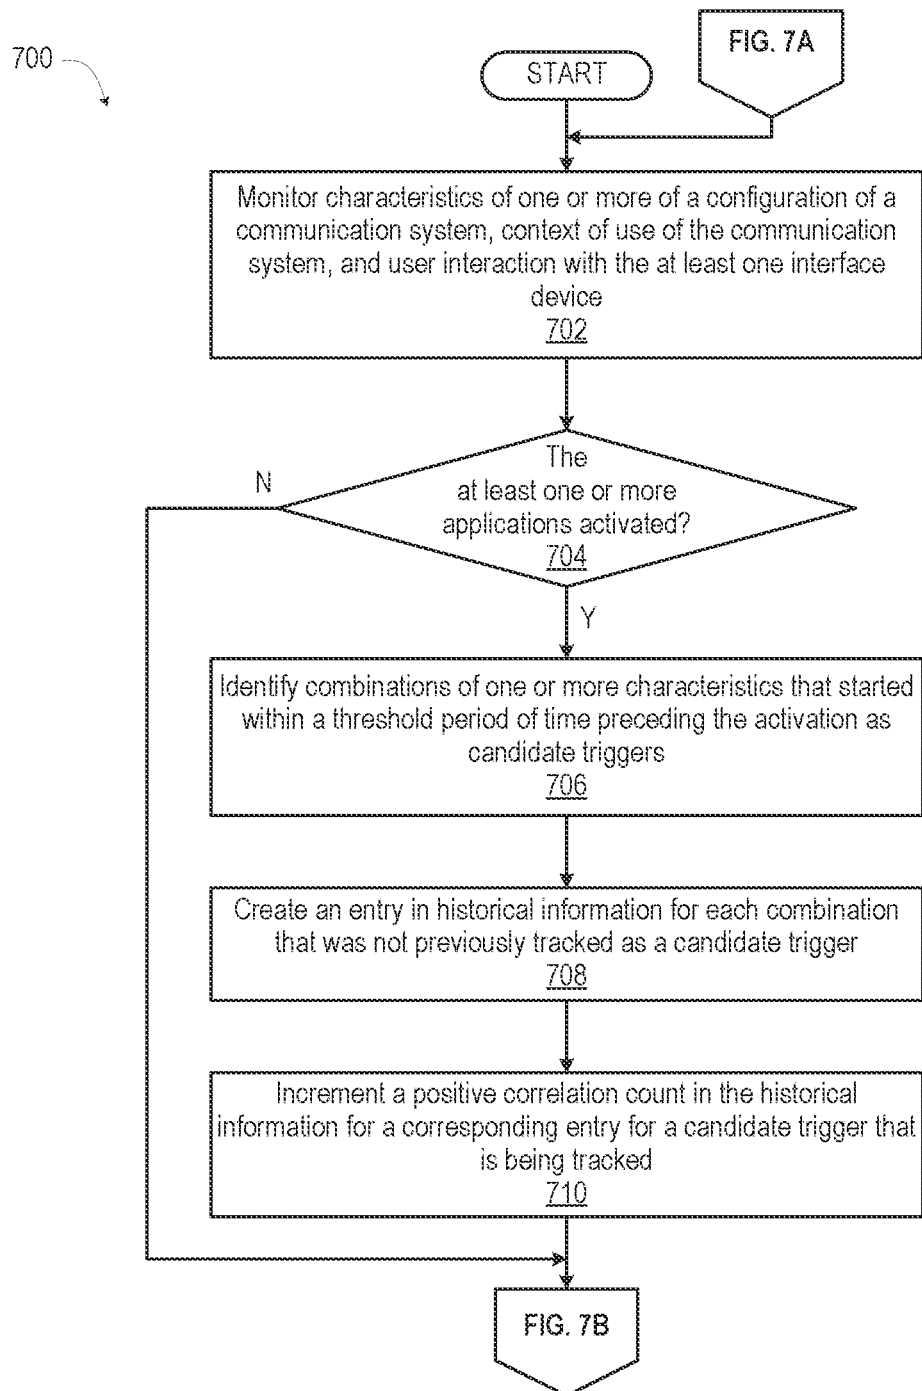 700
FIG. 7A
START
Monitor characteristics of one or more of a configuration of a
communication system, context of use of the communication
system, and user interaction with the at least one interface
device
702
The
at least one or more
applications activated?
704
N
Y
Identify combinations of one or more characteristics that started
within a threshold period of time preceding the activation as
candidate triggers
706
Create an entry in historical information for each combination
that was not previously tracked as a candidate trigger
708
Increment a positive correlation count in the historical
information for a corresponding entry for a candidate trigger that
is being tracked
710
FIG. 7B